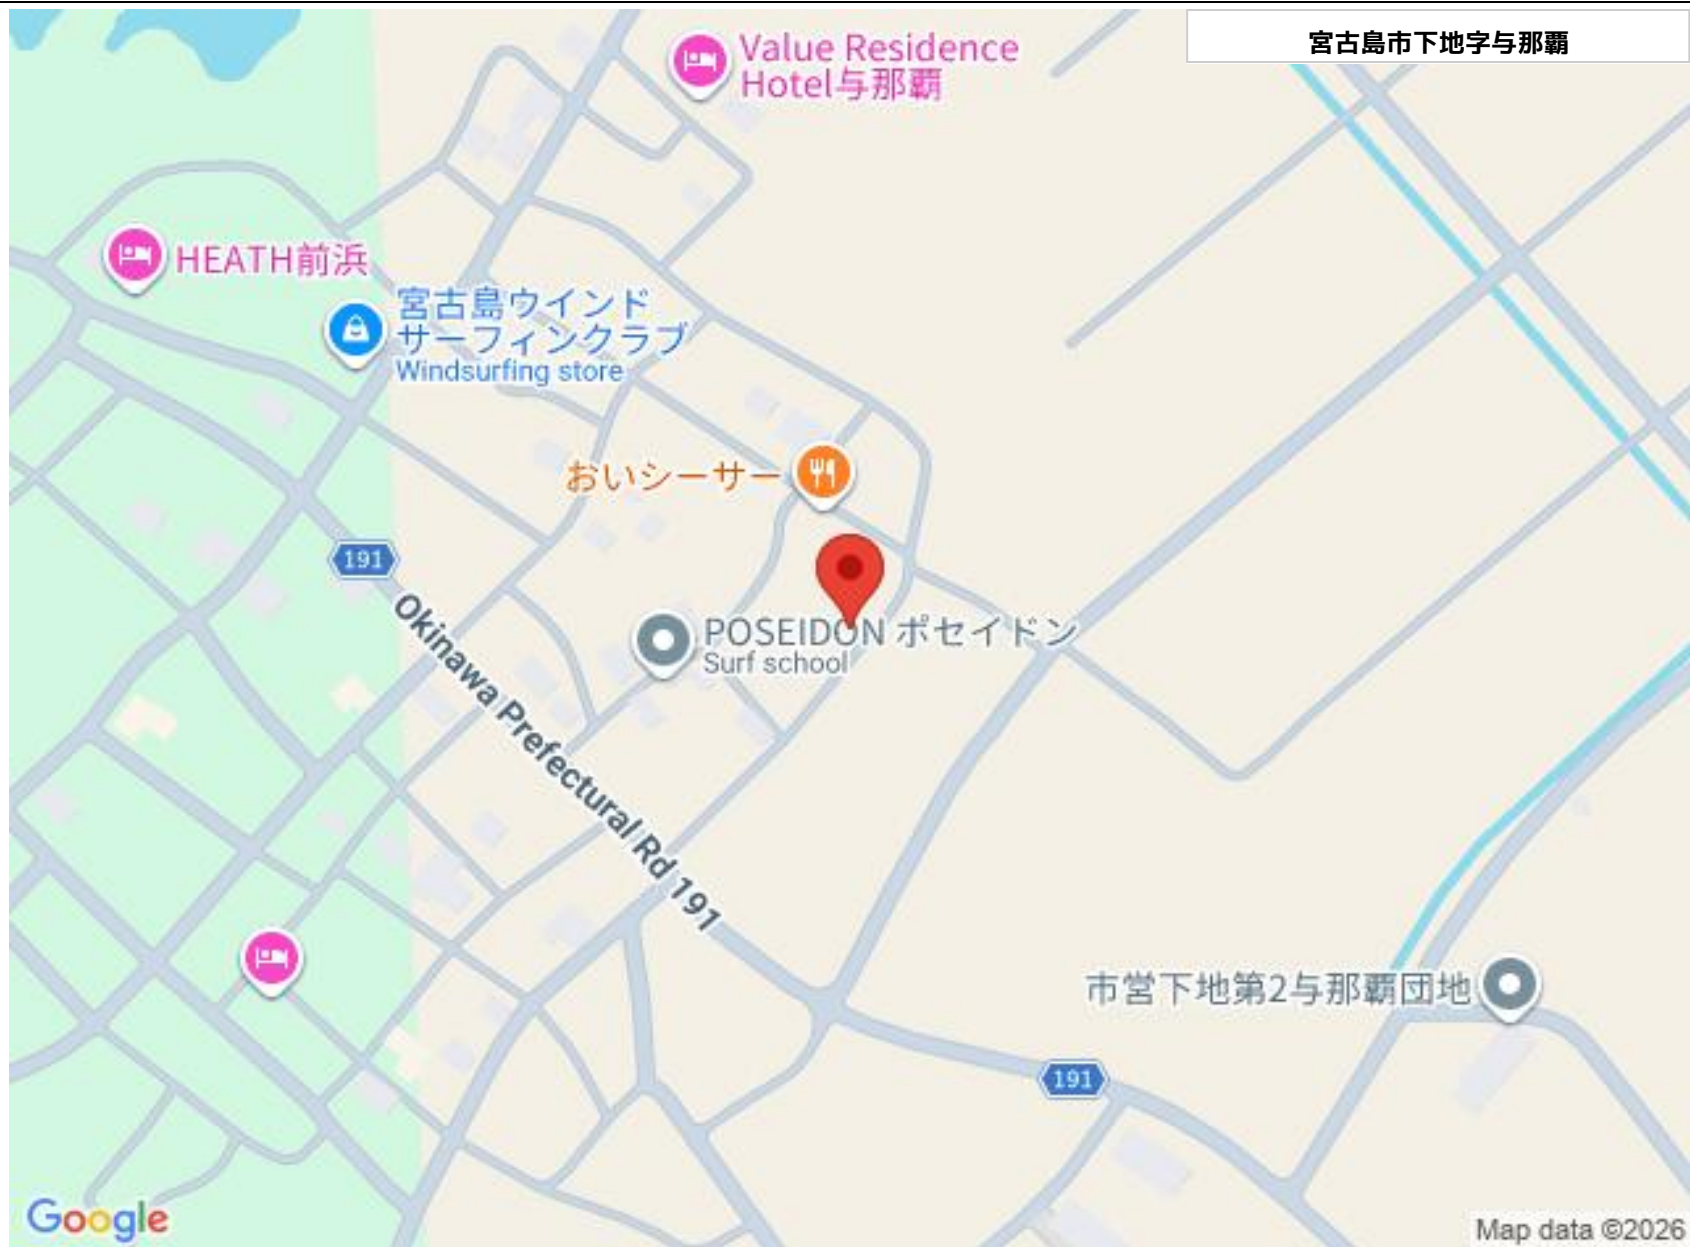 宮古島市下地字与那覇
Value Residence
Hotel与那覇
HEATH前浜
宮古島ウインド
サーフィンクラブ
Windsurfing store
おいシーサー
191
Okinawa Prefectural Rd 191
POSEIDON ポセイドン
Surf school
市営下地第2与那覇団地
191
Google
Map data ©2026